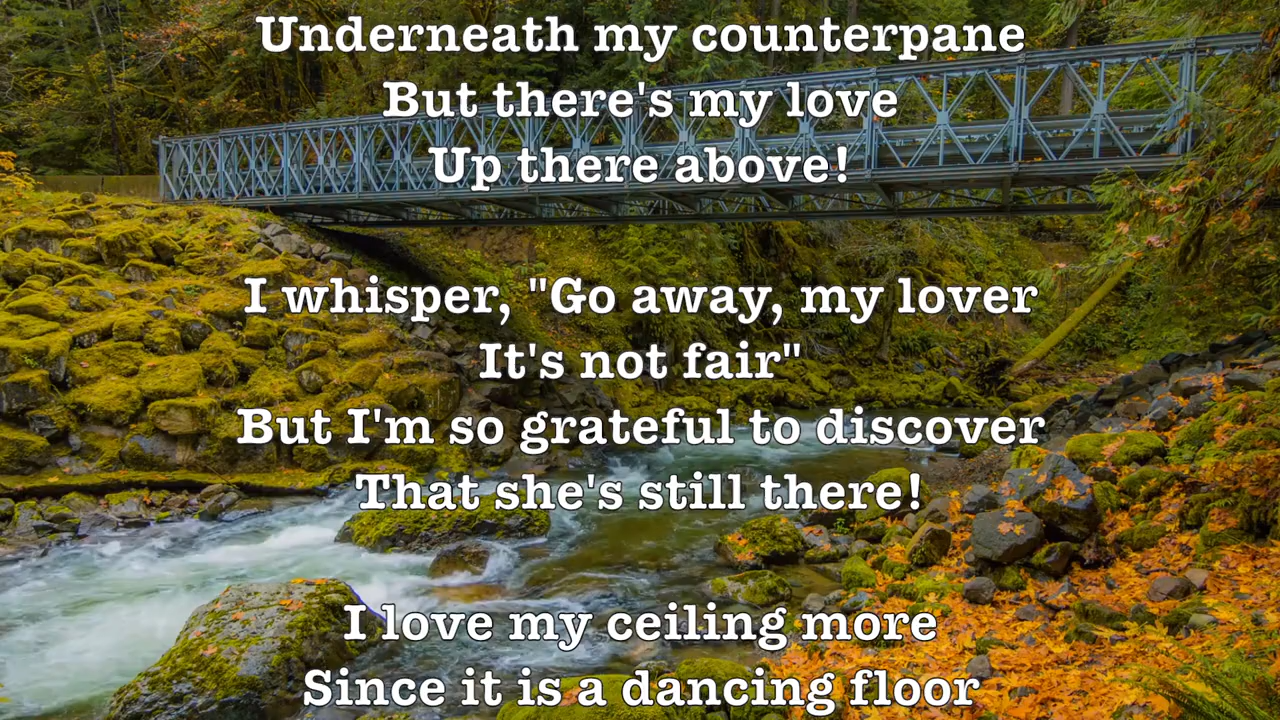 Underneath my counterpane
But there's my love
Up there above!
I whisper, "Go away, my lover
It's not fair"
But I'm so grateful to discover
That she's still there!
I love my ceiling more
Since it is a dancing floor